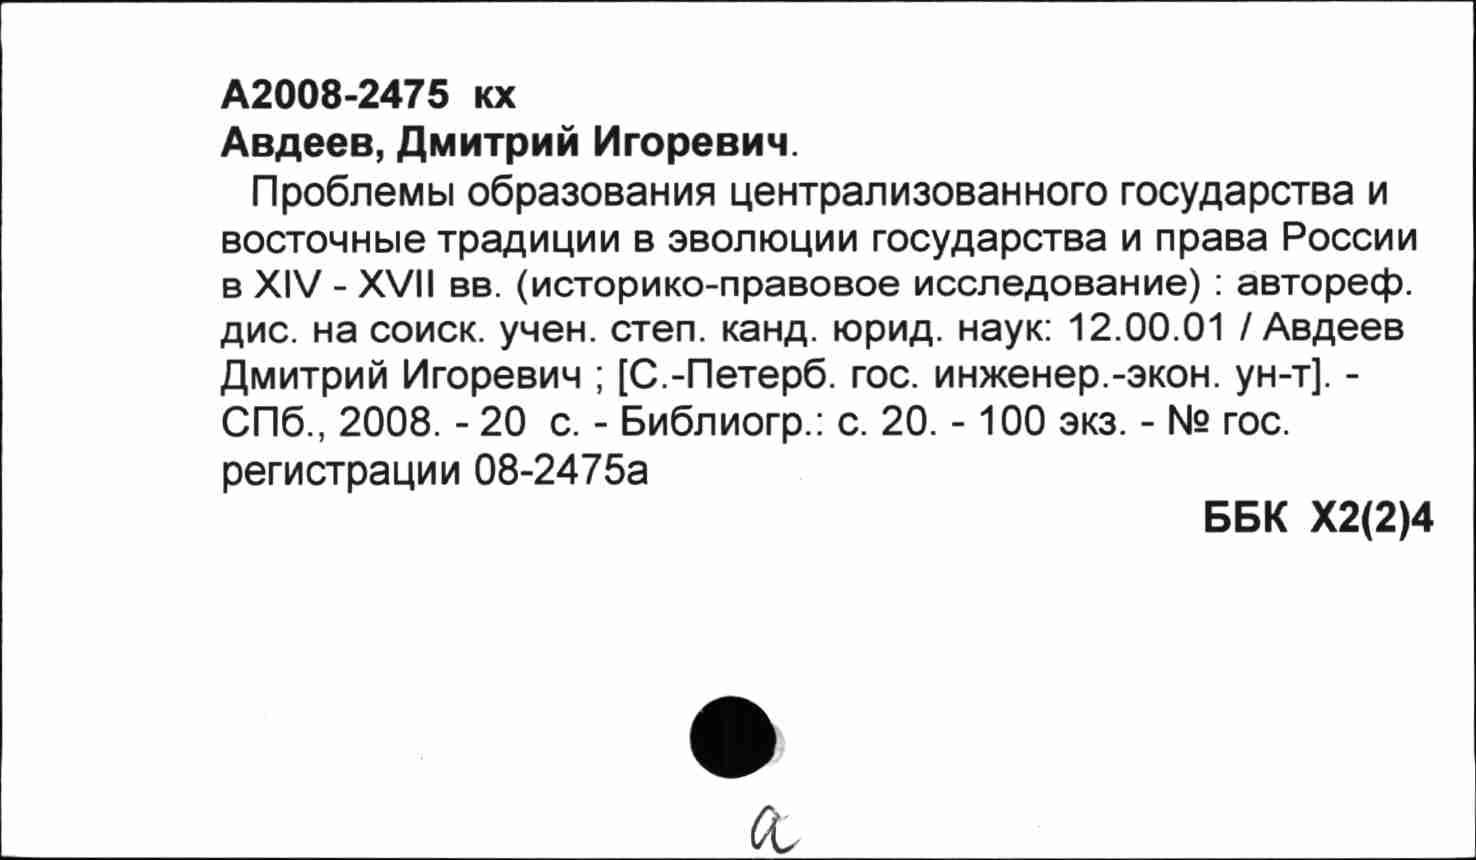 А2008-2475 кх
Авдеев, Дмитрий Игоревич.
Проблемы образования централизованного государства и
восточные традиции в эволюции государства и права России
в XIV - XVII вв. (историко-правовое исследование) : автореф.
дис. на соиск. учен. степ. канд. юрид. наук: 12.00.01 / Авдеев
Дмитрий Игоревич ; [С.-Петерб. гос. инженер.-экон. ун-т]. -
СПб., 2008. - 20 с. - Библиогр.: с. 20. - 100 экз. - № гос.
регистрации 08-2475а
ББК Х2(2)4
а